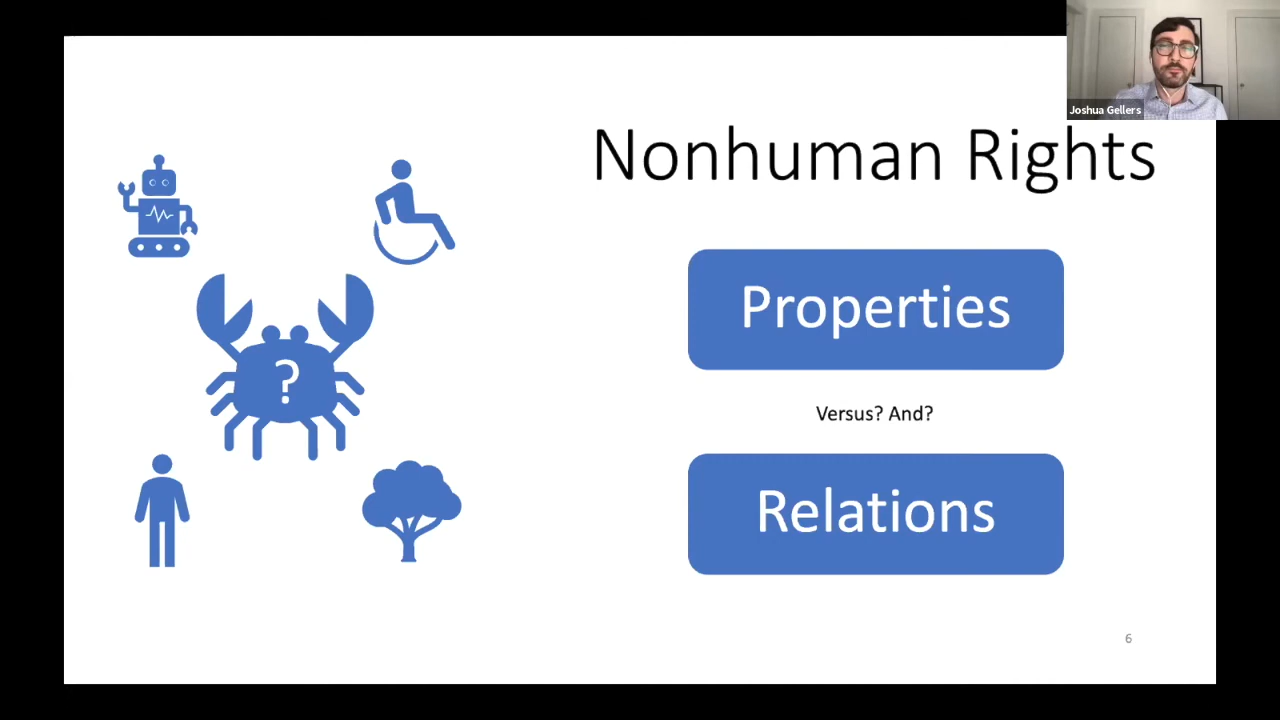 Joshua Gellers
Nonhuman Rights
Properties
?
Versus? And?
Relations
6